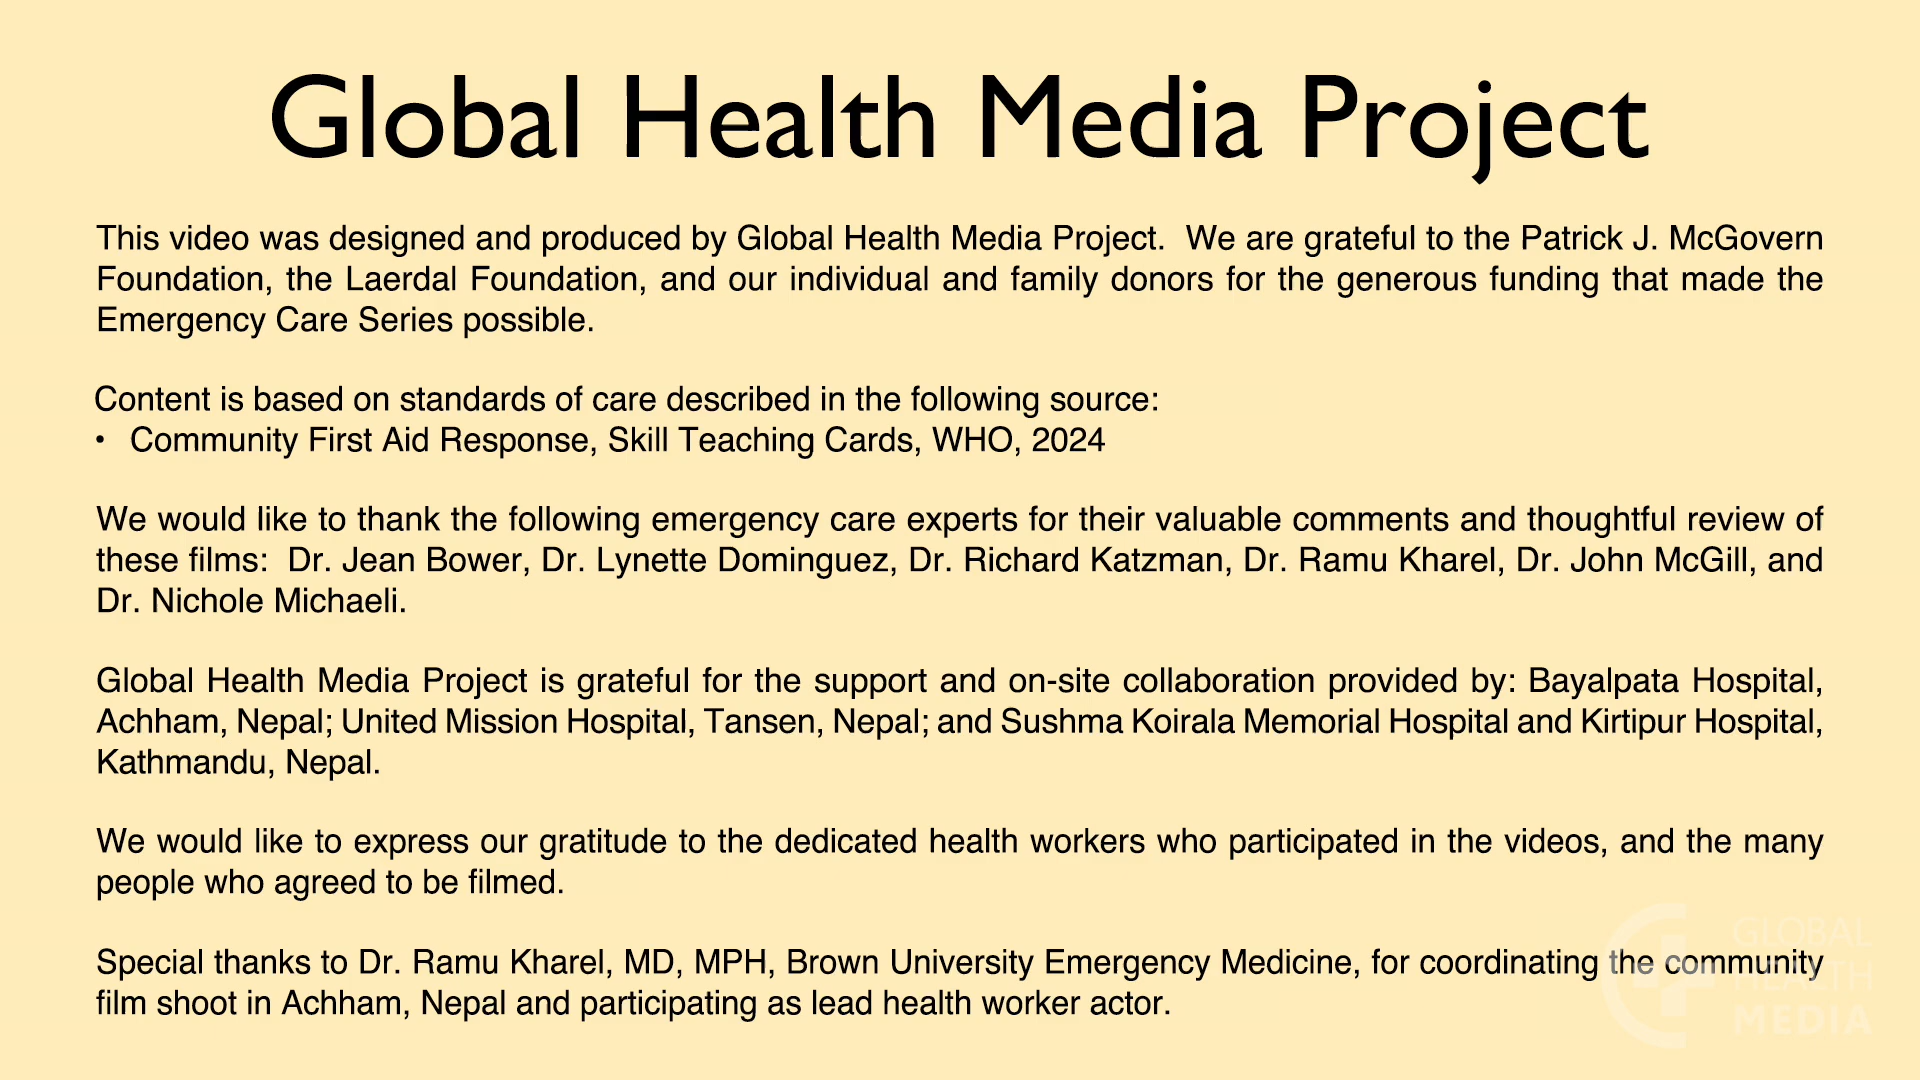 Global Health Media Project
This video was designed and produced by Global Health Media Project.  We are grateful to the Patrick J. McGovern
Foundation, the Laerdal Foundation, and our individual and family donors for the generous funding that made the
Emergency Care Series possible.
Content is based on standards of care described in the following source:
• Community First Aid Response, Skill Teaching Cards, WHO, 2024
We would like to thank the following emergency care experts for their valuable comments and thoughtful review of
these films:  Dr. Jean Bower, Dr. Lynette Dominguez, Dr. Richard Katzman, Dr. Ramu Kharel, Dr. John McGill, and
Dr. Nichole Michaeli.
Global Health Media Project is grateful for the support and on-site collaboration provided by: Bayalpata Hospital,
Achham, Nepal; United Mission Hospital, Tansen, Nepal; and Sushma Koirala Memorial Hospital and Kirtipur Hospital,
Kathmandu, Nepal.
We would like to express our gratitude to the dedicated health workers who participated in the videos, and the many
people who agreed to be filmed.
Special thanks to Dr. Ramu Kharel, MD, MPH, Brown University Emergency Medicine, for coordinating the community
film shoot in Achham, Nepal and participating as lead health worker actor.
GLOBAL
HEALTH
MEDIA